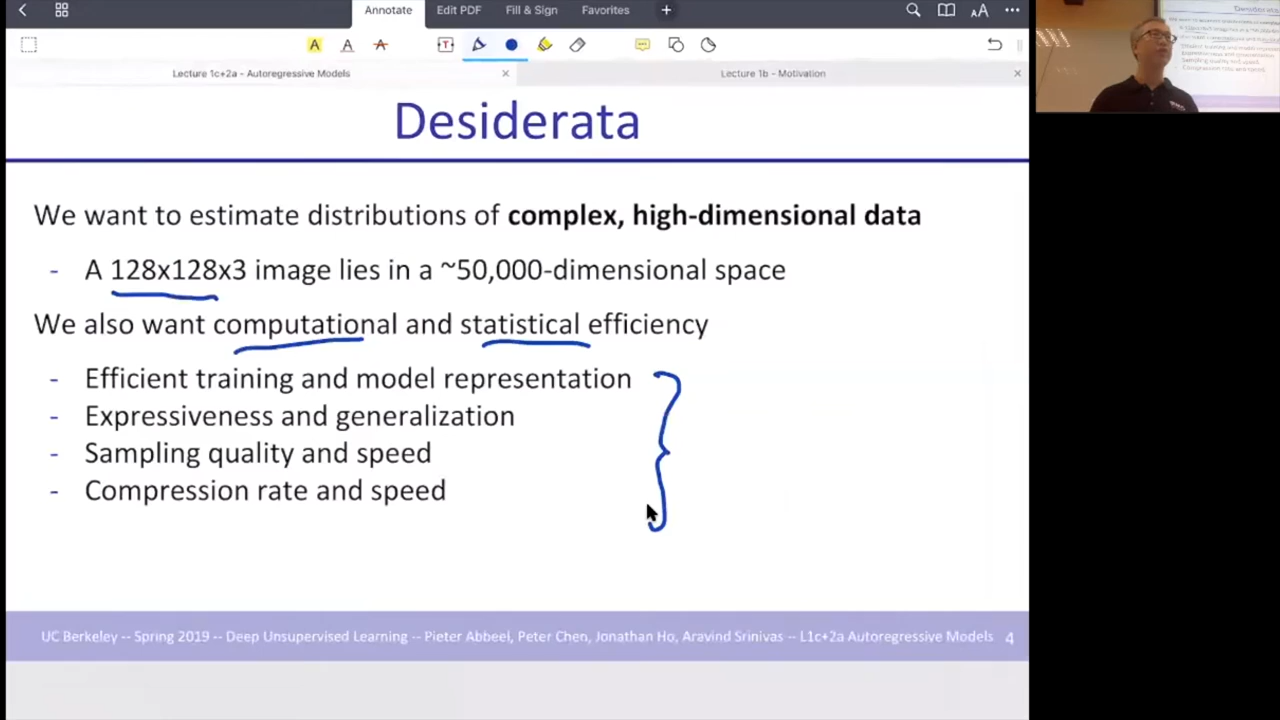 Annotate Edit PDF Fill & Sign Favorites + AA
A A A T
Lecture 1c+2a - Autoregressive Models × Lecture 1b - Motivation ×
Desiderata
We want to estimate distributions of complex, high-dimensional data
- A 128x128x3 image lies in a ~50,000-dimensional space
We also want computational and statistical efficiency
- Efficient training and model representation
- Expressiveness and generalization
- Sampling quality and speed
- Compression rate and speed
UC Berkeley -- Spring 2019 -- Deep Unsupervised Learning -- Pieter Abbeel, Peter Chen, Jonathan Ho, Aravind Srinivas -- L1c+2a Autoregressive Models 4